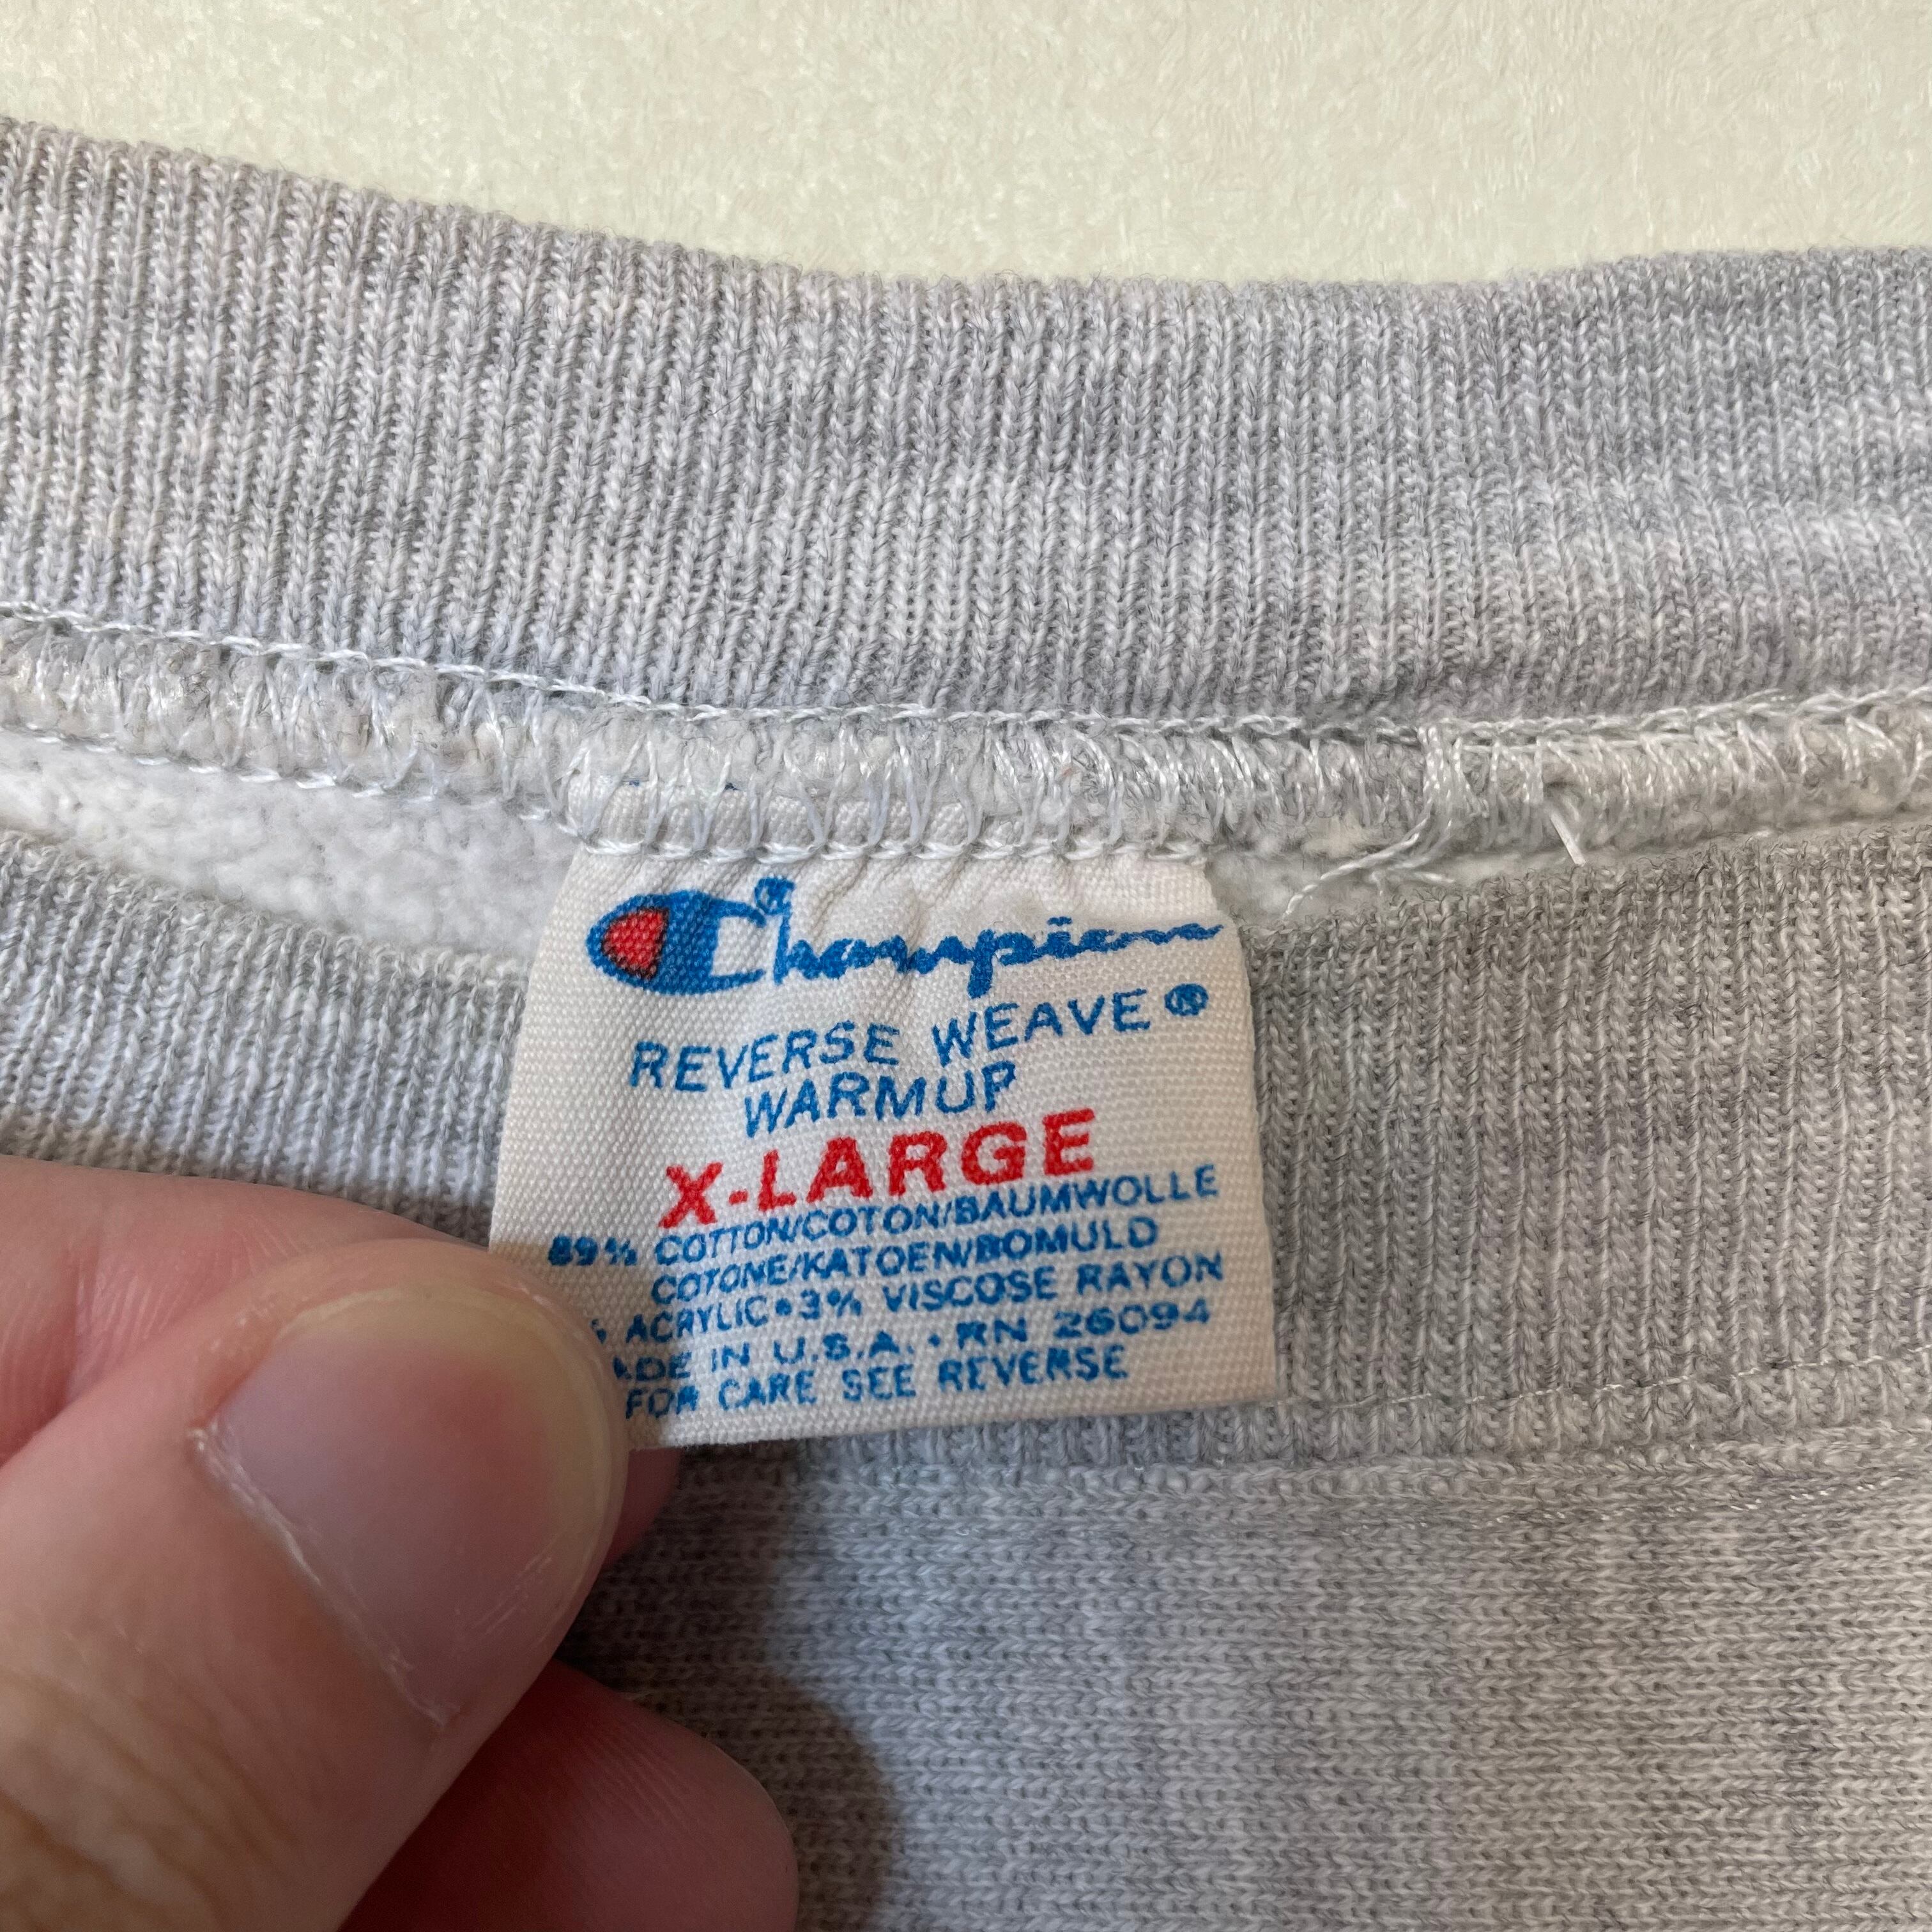 Champion®
REVERSE WEAVE®
WARMUP
X-LARGE
89% COTTON/COTON/BAUMWOLLE
COTONE/KATOEN/BOMULD
% ACRYLIC•3% VISCOSE RAYON
ADE IN U.S.A. • RN 26094
FOR CARE SEE REVERSE